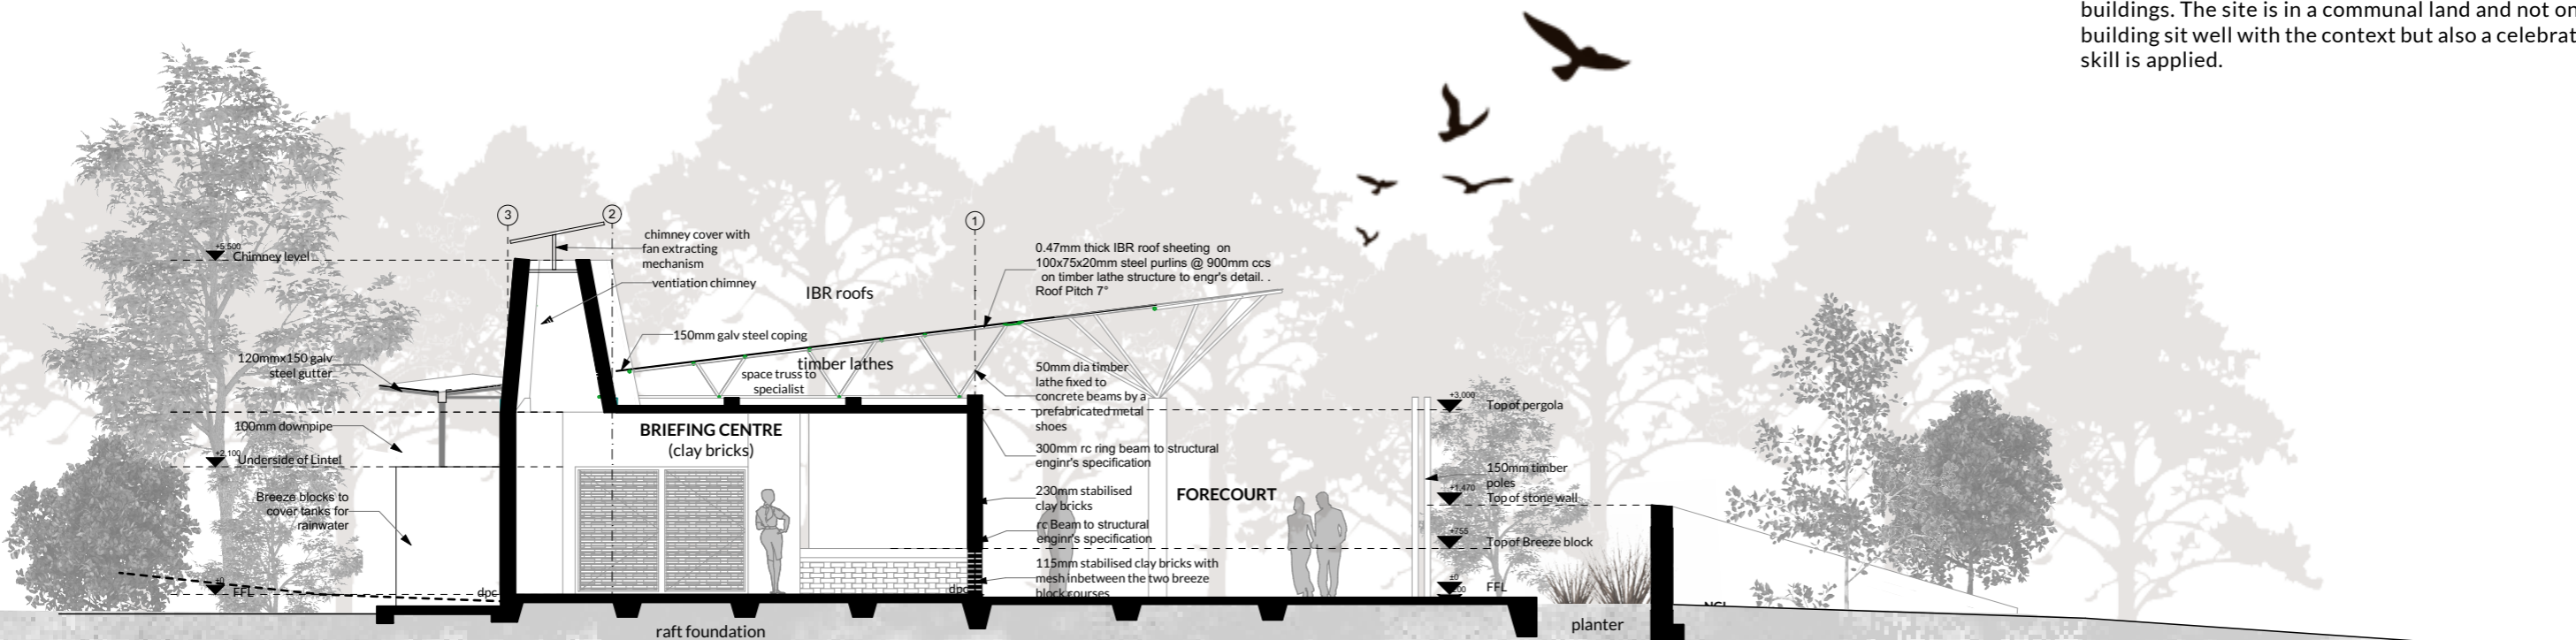 buildings. The site is in a communal land and not on
building sit well with the context but also a celebrat
skill is applied.
3
2
1
chimney cover with
fan extracting
mechanism
ventiation chimney
+5,500
Chimney level
IBR roofs
0.47mm thick IBR roof sheeting on
100x75x20mm steel purlins @ 900mm ccs
on timber lathe structure to engr's detail. .
Roof Pitch 7°
150mm galv steel coping
timber lathes
space truss to
specialist
120mmx150 galv
steel gutter
50mm dia timber
lathe fixed to
concrete beams by a
prefabricated metal
shoes
100mm downpipe
+2,100
Underside of Lintel
BRIEFING CENTRE
(clay bricks)
300mm rc ring beam to structural
enginr's specification
+3,000
Top of pergola
Breeze blocks to
cover tanks for
rainwater
230mm stabilised
clay bricks
rc Beam to structural
enginr's specification
FORECOURT
150mm timber
poles
+1,470
Top of stone wall
+755
Top of Breeze block
115mm stabilised clay bricks with
mesh inbetween the two breeze
block courses
±0
FFL
dpc
dpc
±0
FFL
NGL
raft foundation
planter